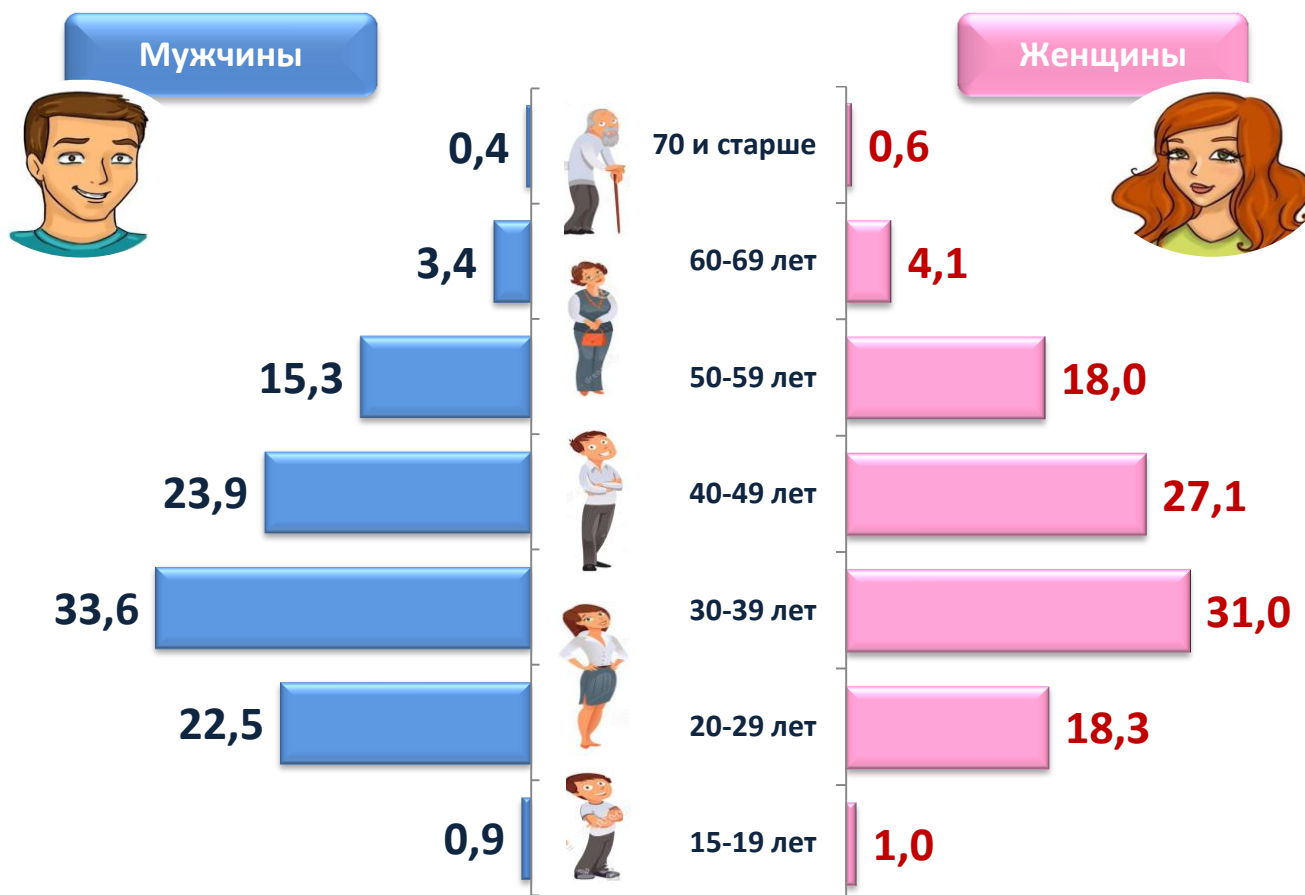 Мужчины
Женщины
0,4 70 и старше 0,6
3,4 60-69 лет 4,1
15,3 50-59 лет 18,0
23,9 40-49 лет 27,1
33,6 30-39 лет 31,0
22,5 20-29 лет 18,3
0,9 15-19 лет 1,0